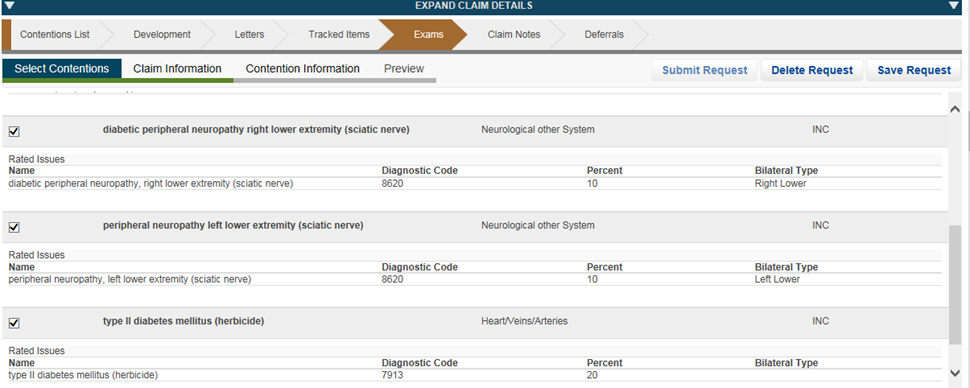 EXPAND CLAIM DETAILS
Contentions List Development Letters Tracked Items Exams Claim Notes Deferrals
Select Contentions Claim Information Contention Information Preview Submit Request Delete Request Save Request
diabetic peripheral neuropathy right lower extremity (sciatic nerve) Neurological other System INC
Rated Issues
Name Diagnostic Code Percent Bilateral Type
diabetic peripheral neuropathy, right lower extremity (sciatic nerve) 8620 10 Right Lower
peripheral neuropathy left lower extremity (sciatic nerve) Neurological other System INC
Rated Issues
Name Diagnostic Code Percent Bilateral Type
peripheral neuropathy, left lower extremity (sciatic nerve) 8620 10 Left Lower
type II diabetes mellitus (herbicide) Heart/Veins/Arteries INC
Rated Issues
Name Diagnostic Code Percent Bilateral Type
type II diabetes mellitus (herbicide) 7913 20